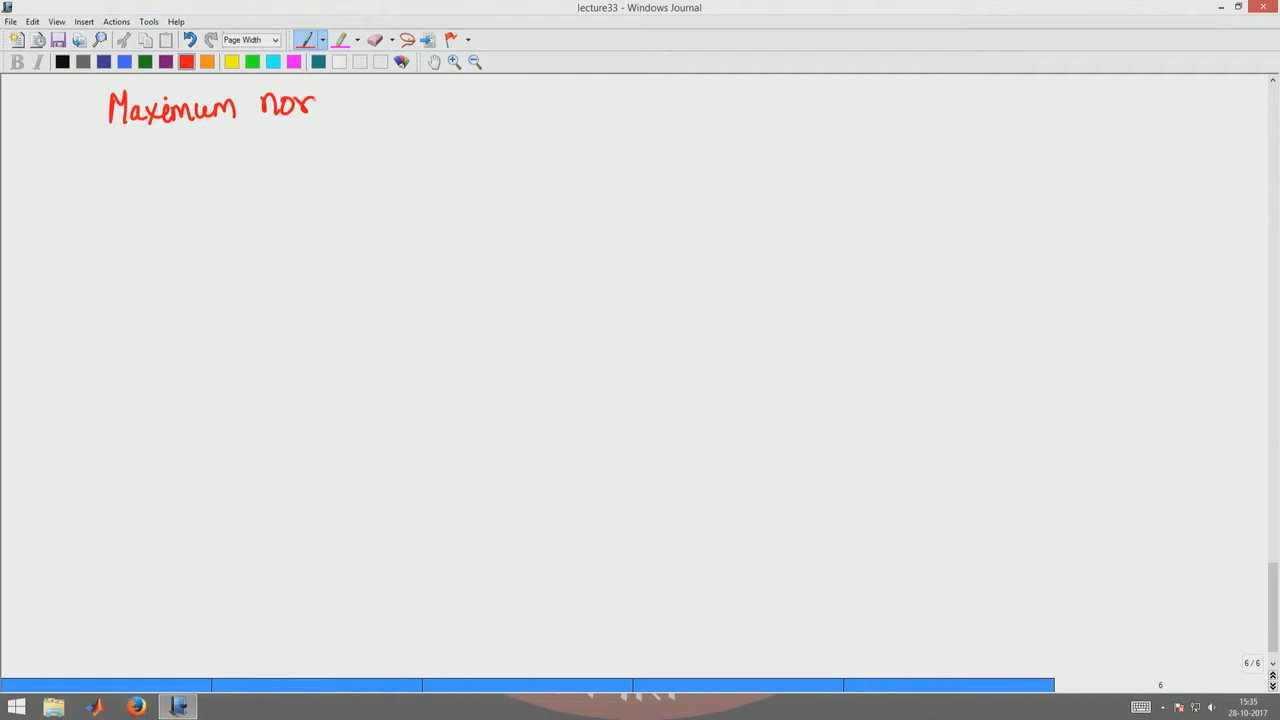 lecture33 - Windows Journal
File Edit View Insert Actions Tools Help
Page Width
B I
Maximum nor
6 / 6
6
15:35
28-10-2017